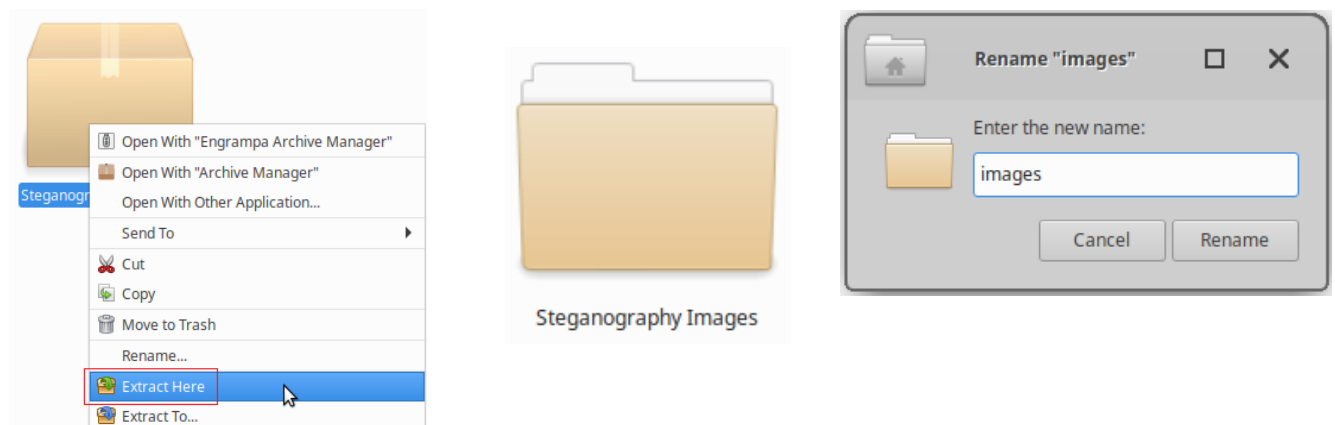 Open With "Engrampa Archive Manager"
Open With "Archive Manager"
Steganogr
Open With Other Application...
Send To
Cut
Copy
Move to Trash
Rename...
Extract Here
Extract To...
Steganography Images
Rename "images"
Enter the new name:
images
Cancel Rename